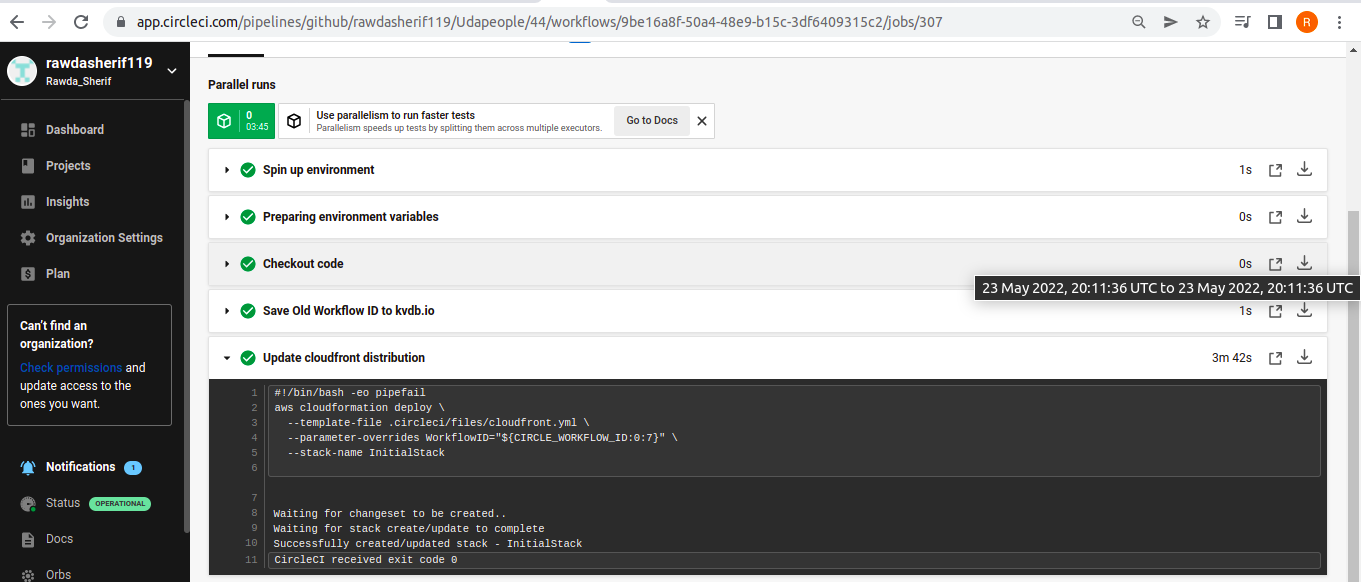 app.circleci.com/pipelines/github/rawdasherif119/Udapeople/44/workflows/9be16a8f-50a4-48e9-b15c-3df6409315c2/jobs/307
R
rawdasherif119
Rawda_Sherif
Dashboard
Projects
Insights
Organization Settings
Plan
Can't find an
organization?
Check permissions and
update access to the
ones you want.
Notifications 1
Status OPERATIONAL
Docs
Orbs
Parallel runs
0
03:45
Use parallelism to run faster tests
Parallelism speeds up tests by splitting them across multiple executors.
Go to Docs
Spin up environment 1s
Preparing environment variables 0s
Checkout code 0s
23 May 2022, 20:11:36 UTC to 23 May 2022, 20:11:36 UTC
Save Old Workflow ID to kvdb.io 1s
Update cloudfront distribution 3m 42s
1 #!/bin/bash -eo pipefail
2 aws cloudformation deploy \
3 --template-file .circleci/files/cloudfront.yml \
4 --parameter-overrides WorkflowID="${CIRCLE_WORKFLOW_ID:0:7}" \
5 --stack-name InitialStack
6
7
8 Waiting for changeset to be created..
9 Waiting for stack create/update to complete
10 Successfully created/updated stack - InitialStack
11 CircleCI received exit code 0